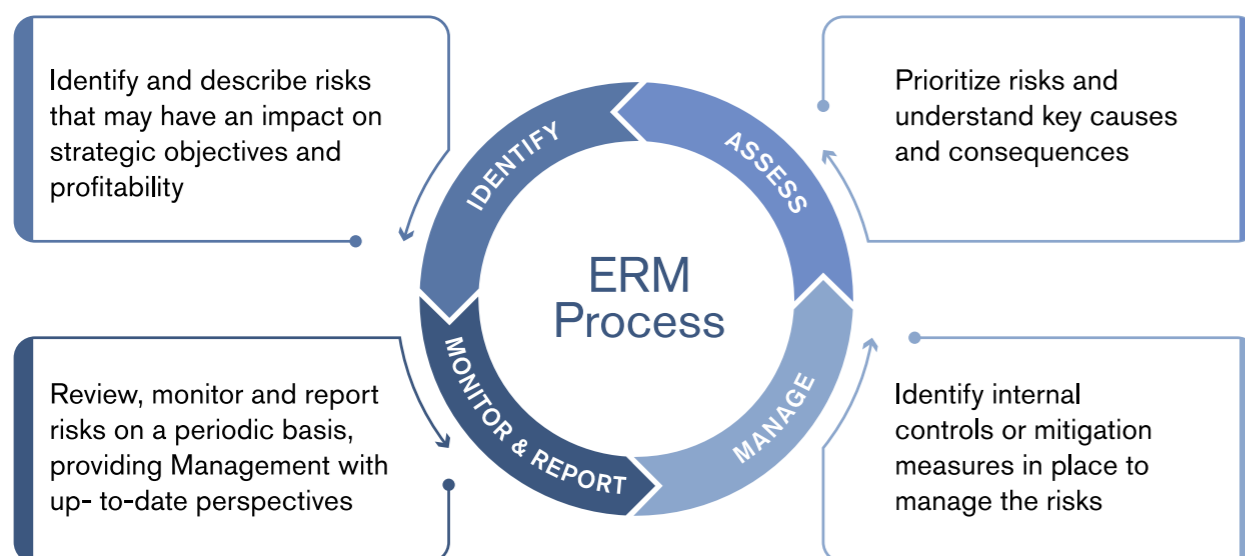 Identify and describe risks
that may have an impact on
strategic objectives and
profitability
Prioritize risks and
understand key causes
and consequences
IDENTIFY
ASSESS
ERM
Process
MONITOR & REPORT
MANAGE
Review, monitor and report
risks on a periodic basis,
providing Management with
up- to-date perspectives
Identify internal
controls or mitigation
measures in place to
manage the risks